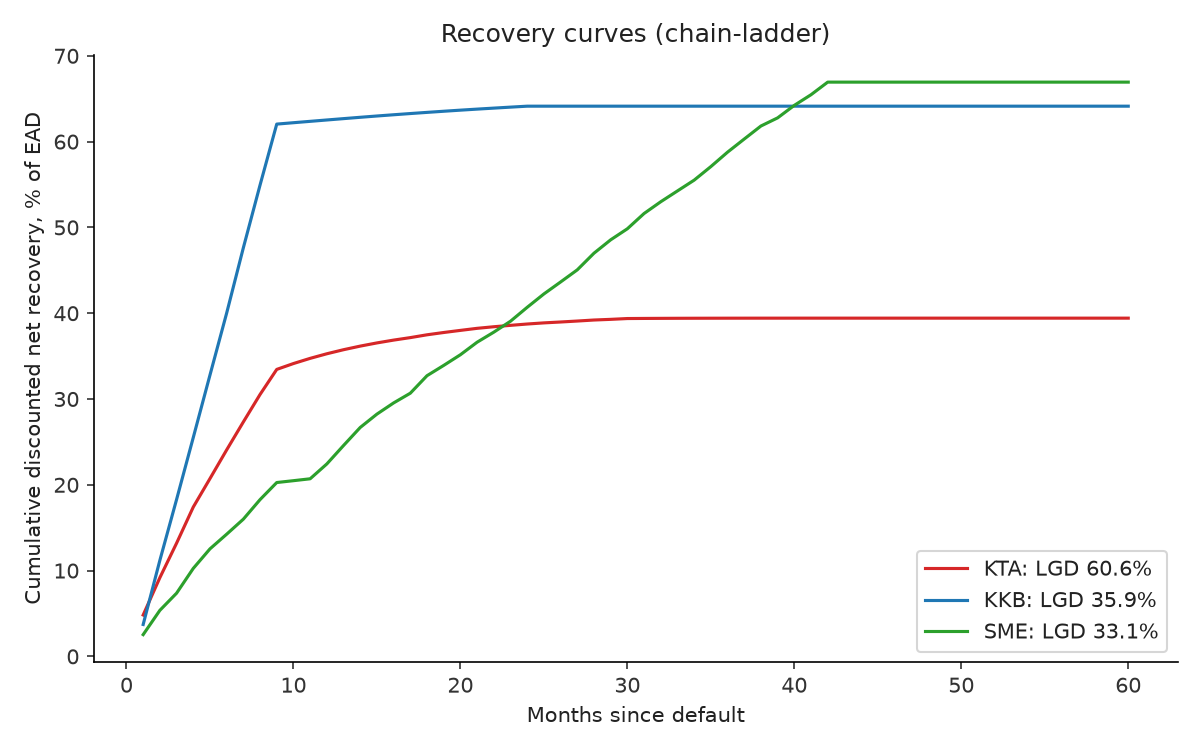 Recovery curves (chain-ladder)
Cumulative discounted net recovery, % of EAD
70
60
50
40
30
20
10
0
KTA: LGD 60.6%
KKB: LGD 35.9%
SME: LGD 33.1%
0 10 20 30 40 50 60
Months since default